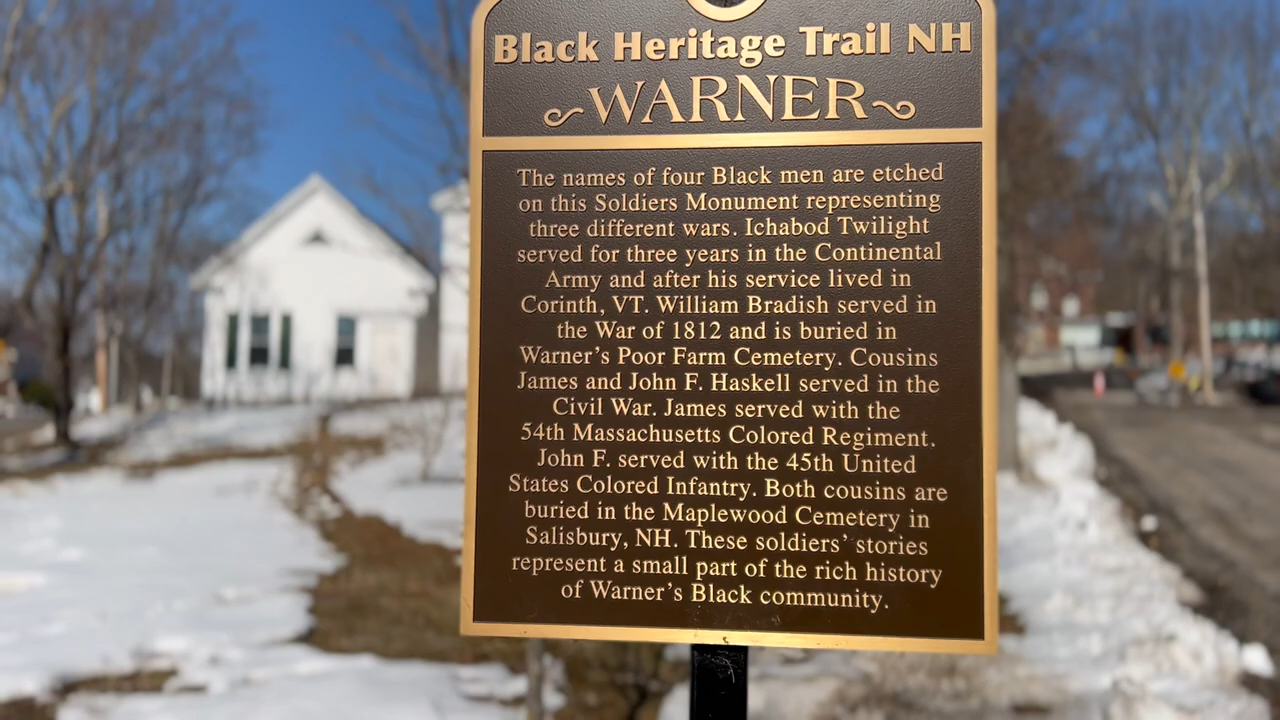 Black Heritage Trail NH
WARNER
The names of four Black men are etched
on this Soldiers Monument representing
three different wars. Ichabod Twilight
served for three years in the Continental
Army and after his service lived in
Corinth, VT. William Bradish served in
the War of 1812 and is buried in
Warner's Poor Farm Cemetery. Cousins
James and John F. Haskell served in the
Civil War. James served with the
54th Massachusetts Colored Regiment.
John F. served with the 45th United
States Colored Infantry. Both cousins are
buried in the Maplewood Cemetery in
Salisbury, NH. These soldiers' stories
represent a small part of the rich history
of Warner's Black community.